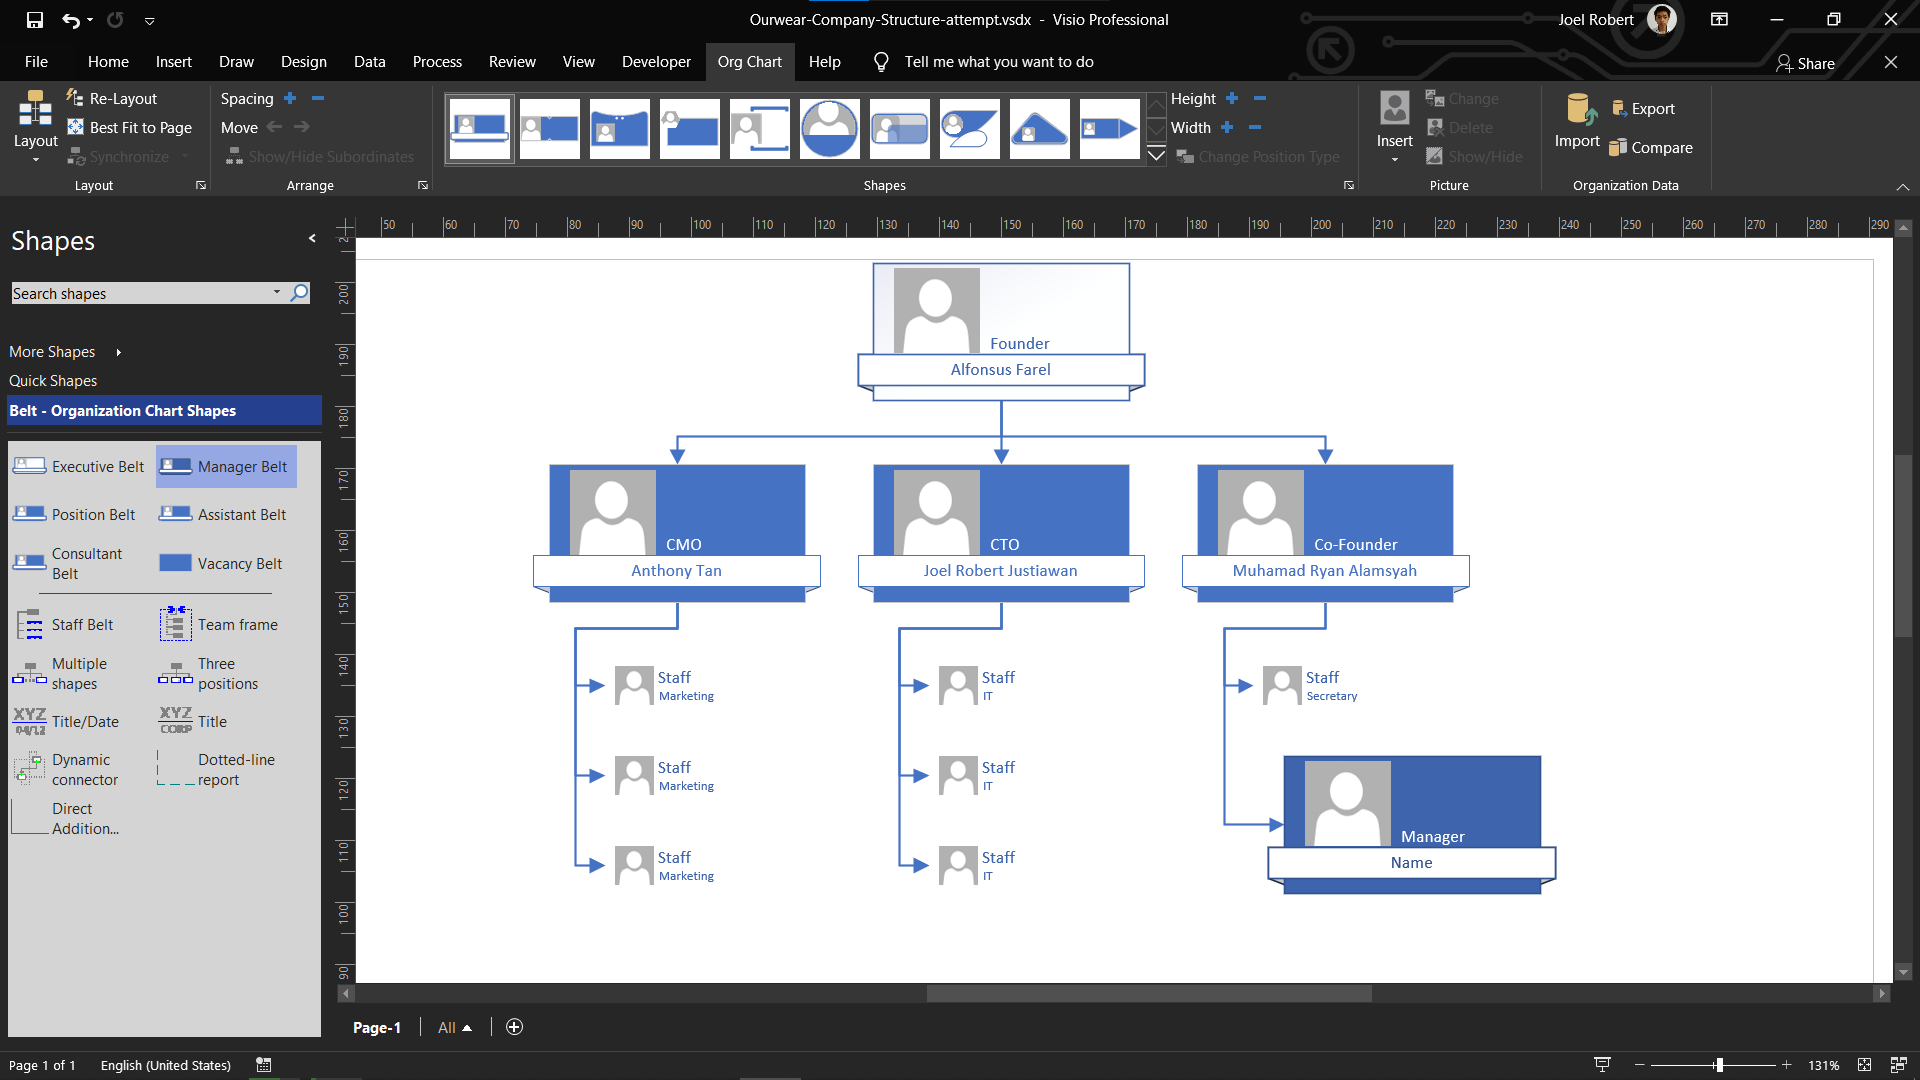 Ourwear-Company-Structure-attempt.vsdx - Visio Professional
Joel Robert
File Home Insert Draw Design Data Process Review View Developer Org Chart Help Tell me what you want to do
Share
Layout
Re-Layout
Best Fit to Page
Synchronize
Layout
Spacing
Move
Show/Hide Subordinates
Arrange
Shapes
Height
Width
Change Position Type
Insert
Change
Delete
Show/Hide
Picture
Import
Export
Compare
Organization Data
Shapes
Search shapes
More Shapes
Quick Shapes
Belt - Organization Chart Shapes
Executive Belt
Manager Belt
Position Belt
Assistant Belt
Consultant
Belt
Vacancy Belt
Staff Belt
Team frame
Multiple
shapes
Three
positions
XYZ
04/12
Title/Date
XYZ
CORP
Title
Dynamic
connector
Dotted-line
report
Direct
Addition...
50 60 70 80 90 100 110 120 130 140 150 160 170 180 190 200 210 220 230 240 250 260 270 280 290
2
200
190
180
170
160
150
140
130
120
110
100
90
Founder
Alfonsus Farel
CMO
Anthony Tan
CTO
Joel Robert Justiawan
Co-Founder
Muhamad Ryan Alamsyah
Staff
Marketing
Staff
IT
Staff
Secretary
Staff
Marketing
Staff
IT
Manager
Name
Staff
Marketing
Staff
IT
Page-1
All
Page 1 of 1
English (United States)
131%